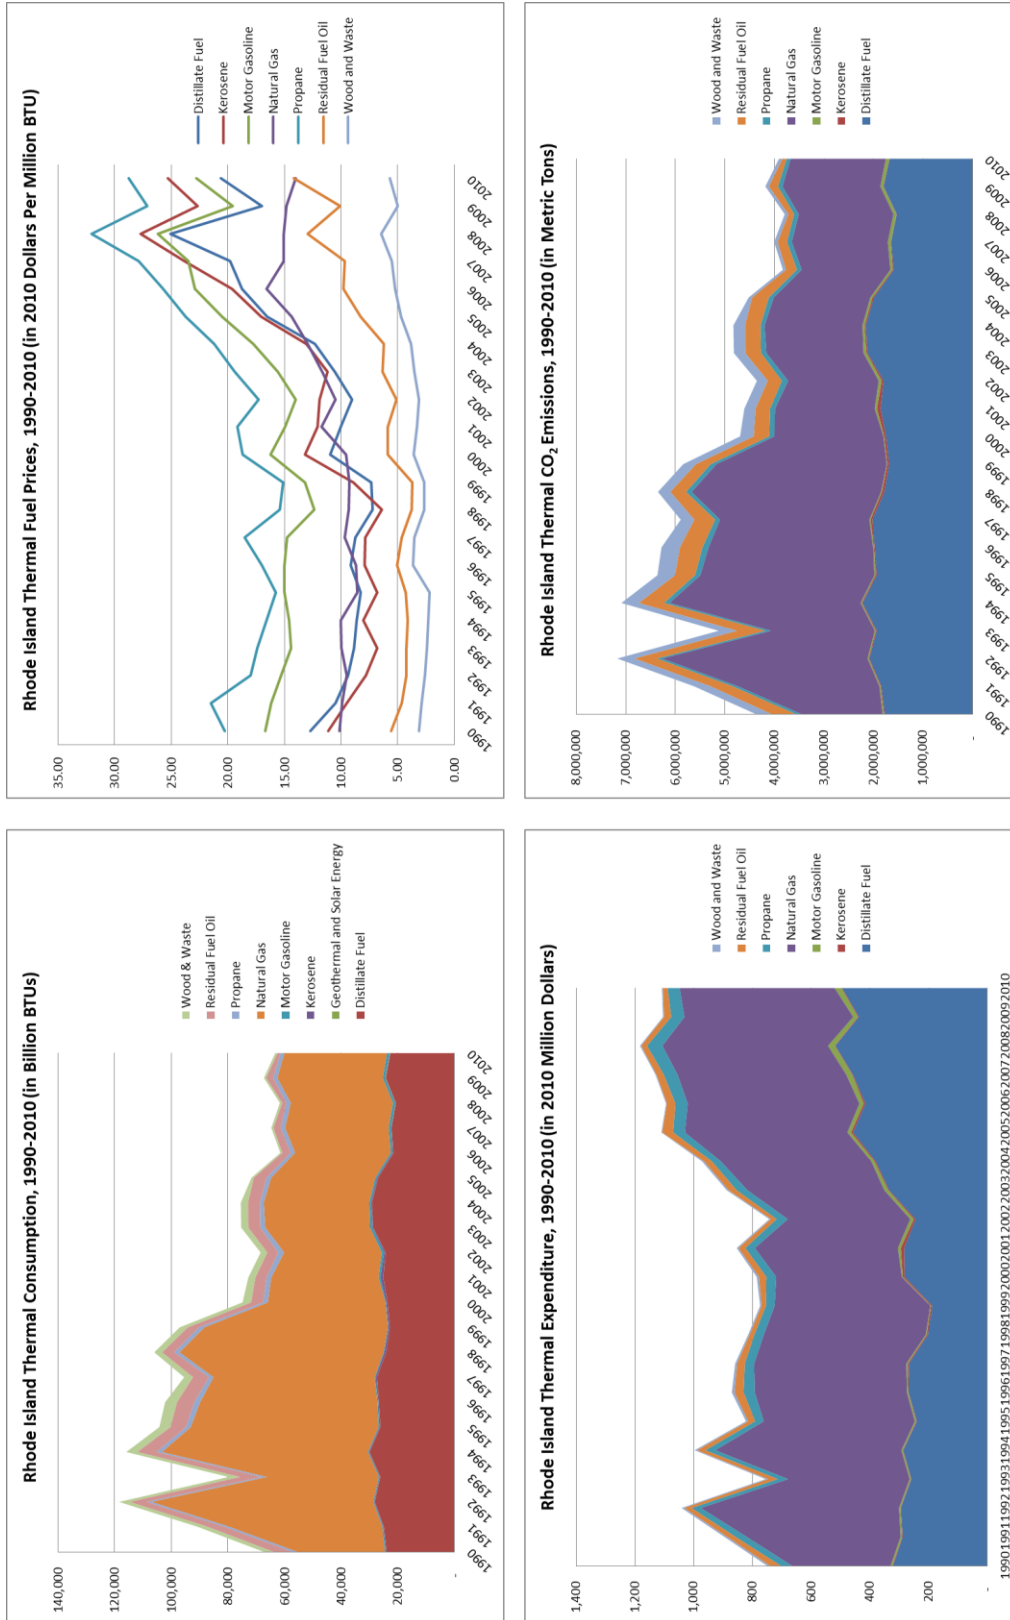 Rhode Island Thermal Consumption, 1990-2010 (in Billion BTUs)
140,000
120,000
100,000
80,000
60,000
40,000
20,000
-
1990 1991 1992 1993 1994 1995 1996 1997 1998 1999 2000 2001 2002 2003 2004 2005 2006 2007 2008 2009 2010
Wood & Waste
Residual Fuel Oil
Propane
Natural Gas
Motor Gasoline
Kerosene
Geothermal and Solar Energy
Distillate Fuel
Rhode Island Thermal Fuel Prices, 1990-2010 (in 2010 Dollars Per Million BTU)
35.00
30.00
25.00
20.00
15.00
10.00
5.00
0.00
1990 1991 1992 1993 1994 1995 1996 1997 1998 1999 2000 2001 2002 2003 2004 2005 2006 2007 2008 2009 2010
Distillate Fuel
Kerosene
Motor Gasoline
Natural Gas
Propane
Residual Fuel Oil
Wood and Waste
Rhode Island Thermal Expenditure, 1990-2010 (in 2010 Million Dollars)
1,400
1,200
1,000
800
600
400
200
-
199019911992199319941995199619971998199920002001200220032004200520062007200820092010
Wood and Waste
Residual Fuel Oil
Propane
Natural Gas
Motor Gasoline
Kerosene
Distillate Fuel
Rhode Island Thermal CO2 Emissions, 1990-2010 (in Metric Tons)
8,000,000
7,000,000
6,000,000
5,000,000
4,000,000
3,000,000
2,000,000
1,000,000
-
1990 1991 1992 1993 1994 1995 1996 1997 1998 1999 2000 2001 2002 2003 2004 2005 2006 2007 2008 2009 2010
Wood and Waste
Residual Fuel Oil
Propane
Natural Gas
Motor Gasoline
Kerosene
Distillate Fuel